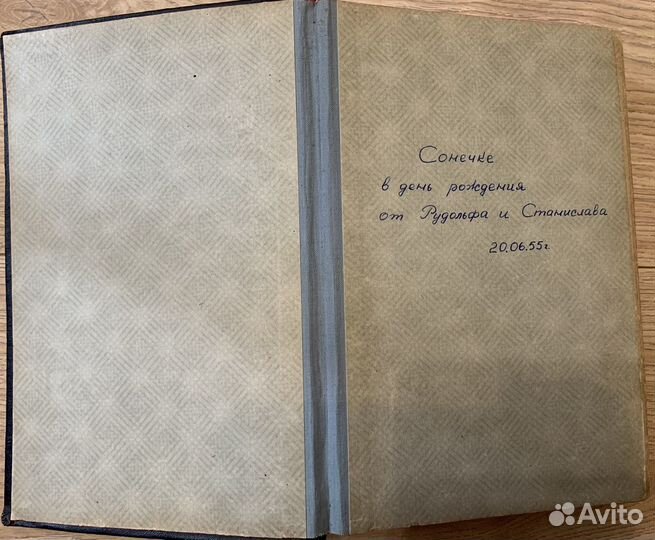 Сонечке
в день рождения
от Рудольфа и Станислава
20.06.55г.
Avito